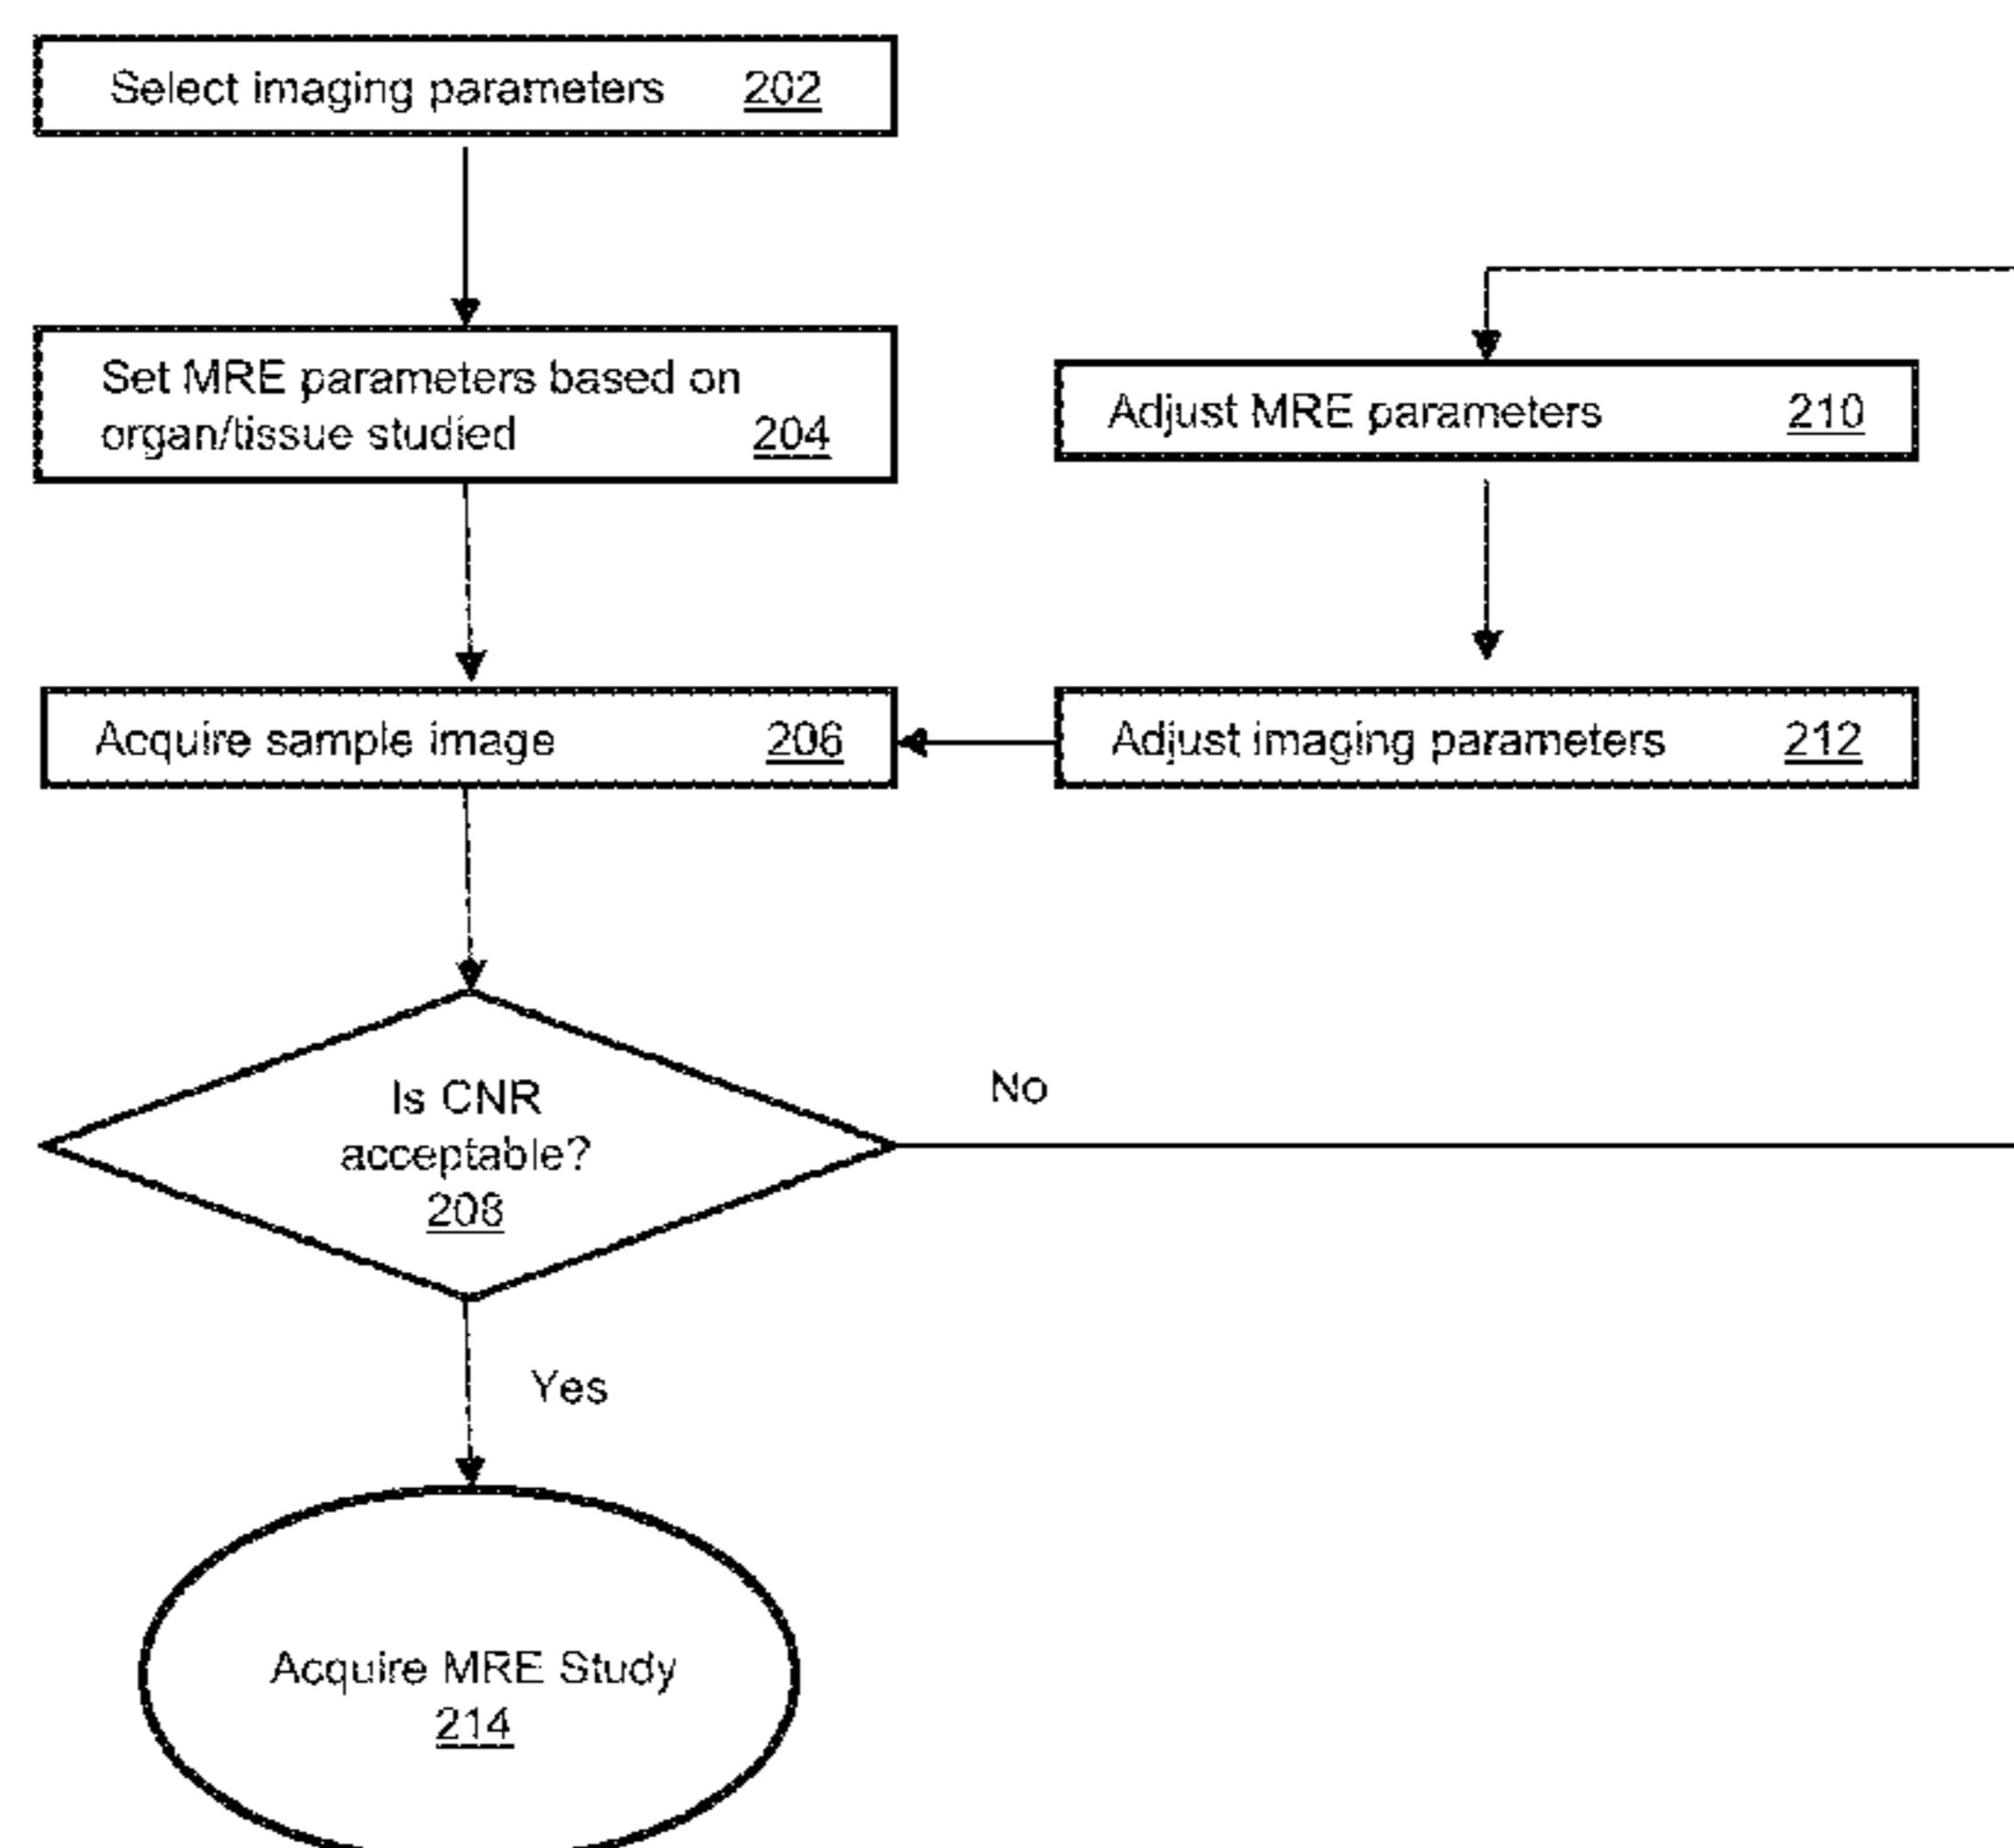 Select imaging parameters 202
Set MRE parameters based on
organ/tissue studied 204
Adjust MRE parameters 210
Acquire sample image 206
Adjust imaging parameters 212
Is CNR
acceptable?
208
No
Yes
Acquire MRE Study
214